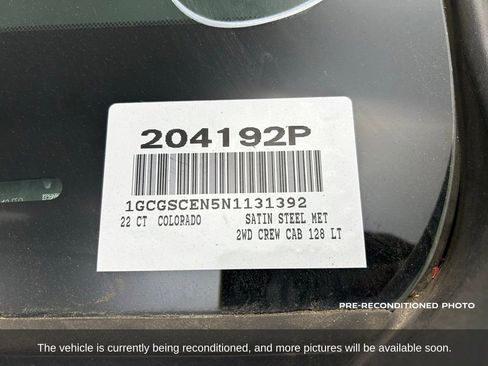 204192P
1GCGSCEN5N1131392
22 CT COLORADO SATIN STEEL MET
2WD CREW CAB 128 LT
PRE-RECONDITIONED PHOTO
The vehicle is currently being reconditioned, and more pictures will be available soon.